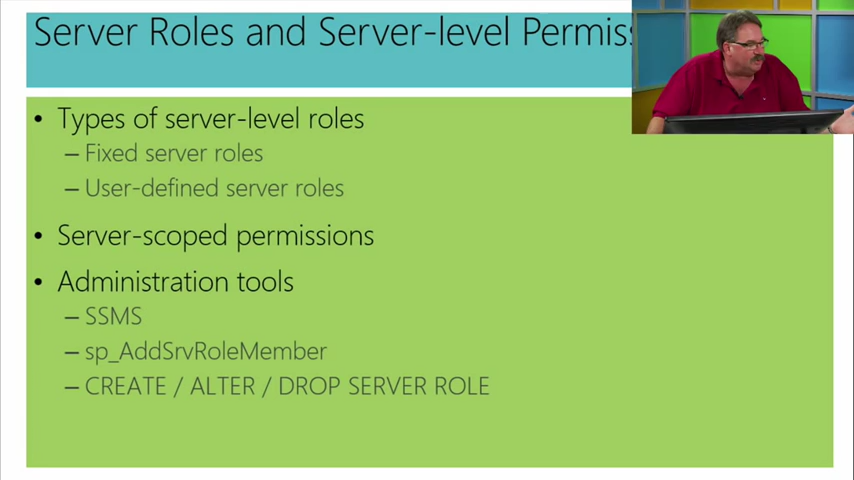 Server Roles and Server-level Permiss
• Types of server-level roles
– Fixed server roles
– User-defined server roles
• Server-scoped permissions
• Administration tools
– SSMS
– sp_AddSrvRoleMember
– CREATE / ALTER / DROP SERVER ROLE